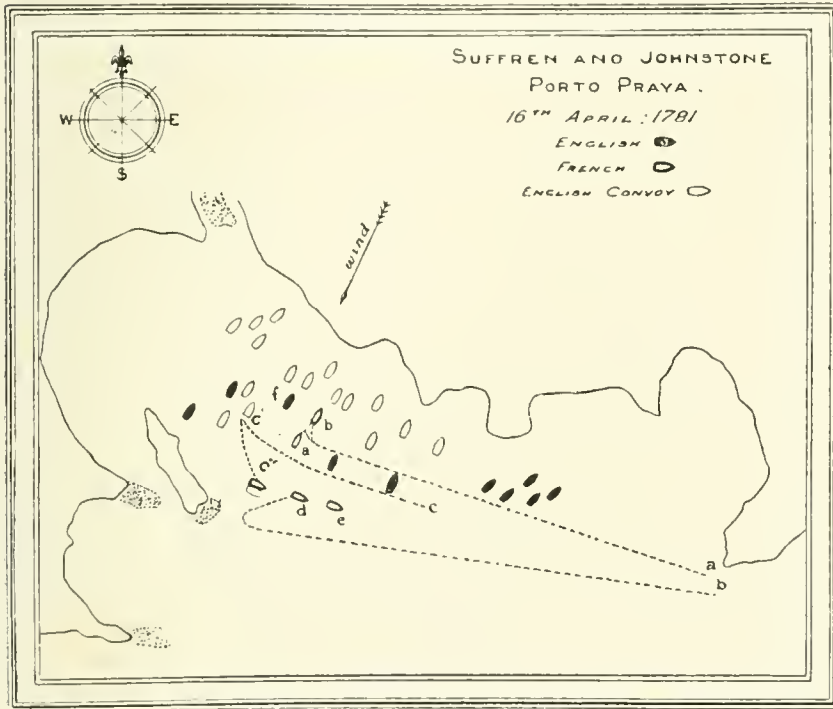 SUFFREN AND JOHNSTONE
PORTO PRAYA.
16TH APRIL: 1781
ENGLISH
FRENCH
ENGLISH CONVOY
W E
S
wind
f
c'
b
a
c"
d
e
c
a
b